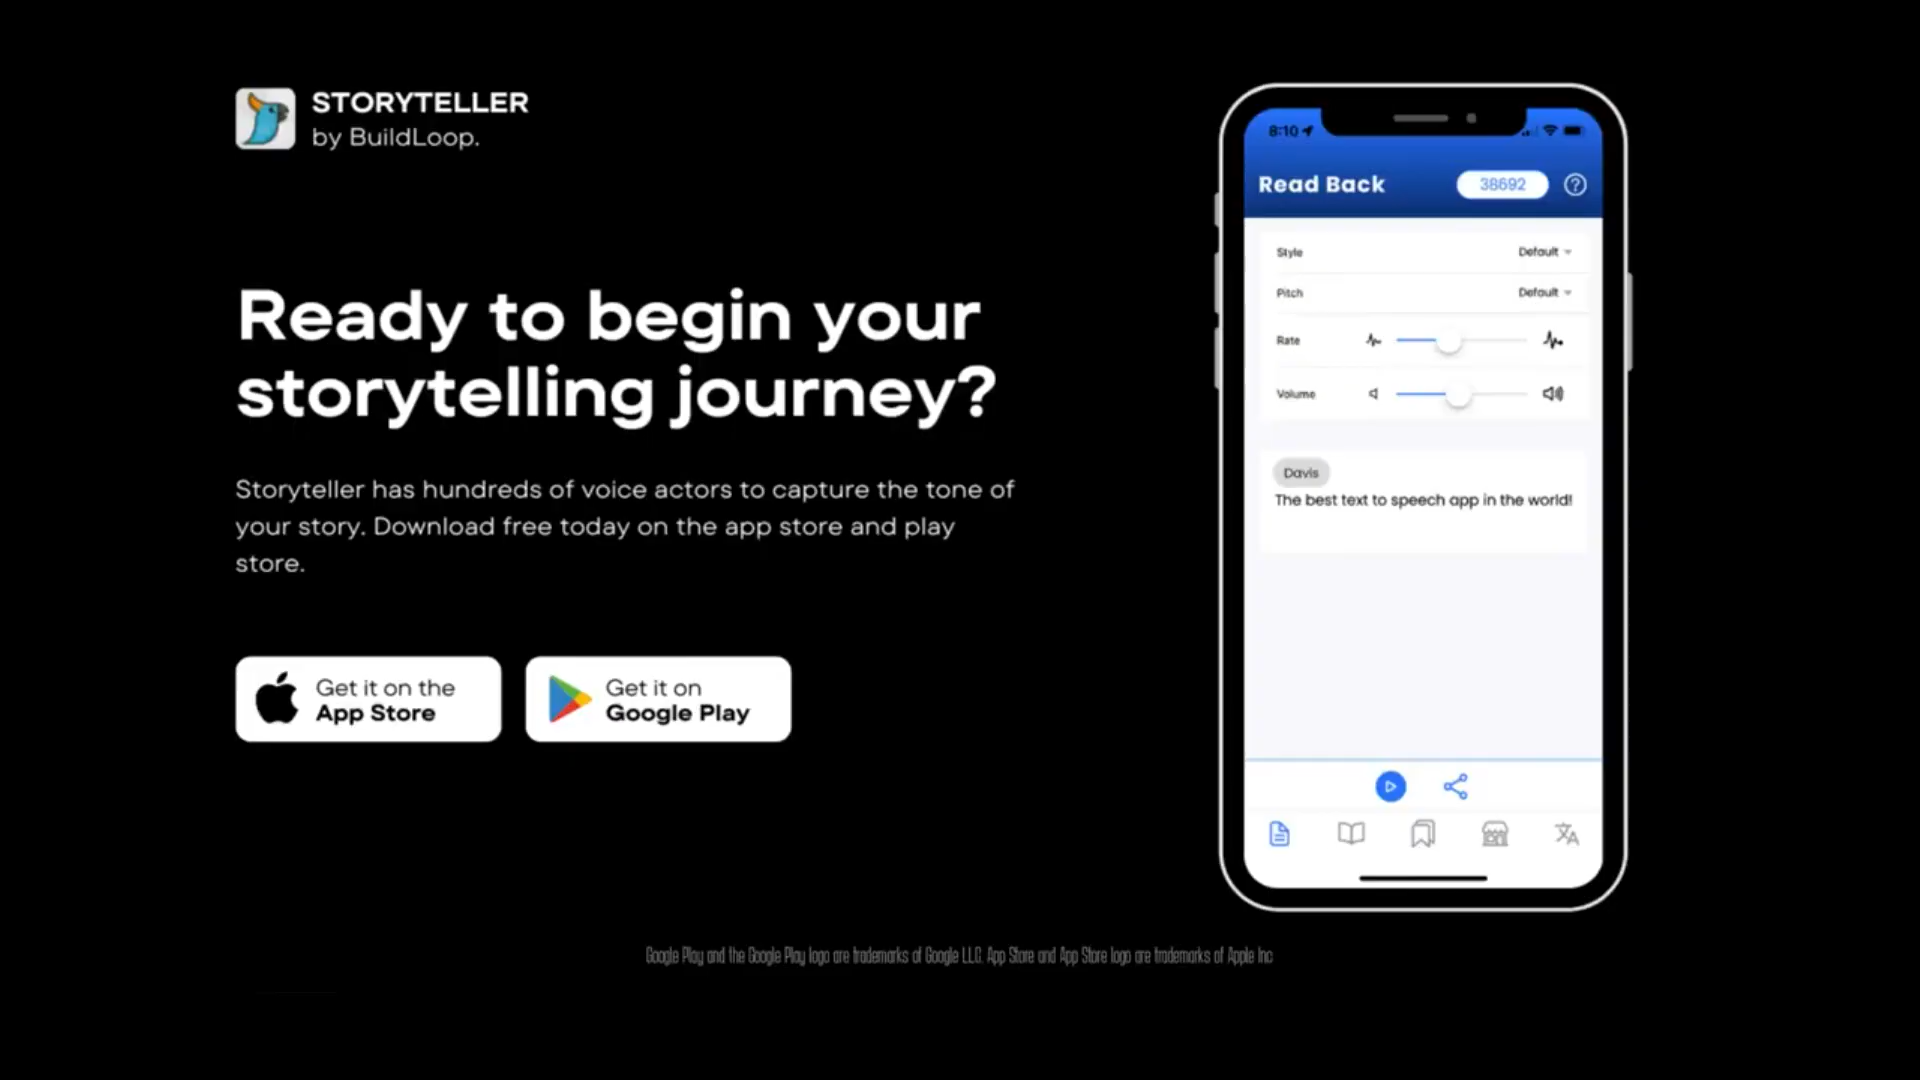 STORYTELLER
by BuildLoop.
Ready to begin your
storytelling journey?
Storyteller has hundreds of voice actors to capture the tone of
your story. Download free today on the app store and play
store.
Get it on the
App Store
Get it on
Google Play
8:10
Read Back
38692
Style
Default
Pitch
Default
Rate
Volume
Davis
The best text to speech app in the world!
Google Play and the Google Play logo are trademarks of Google LLC. App Store and App Store logo are trademarks of Apple Inc